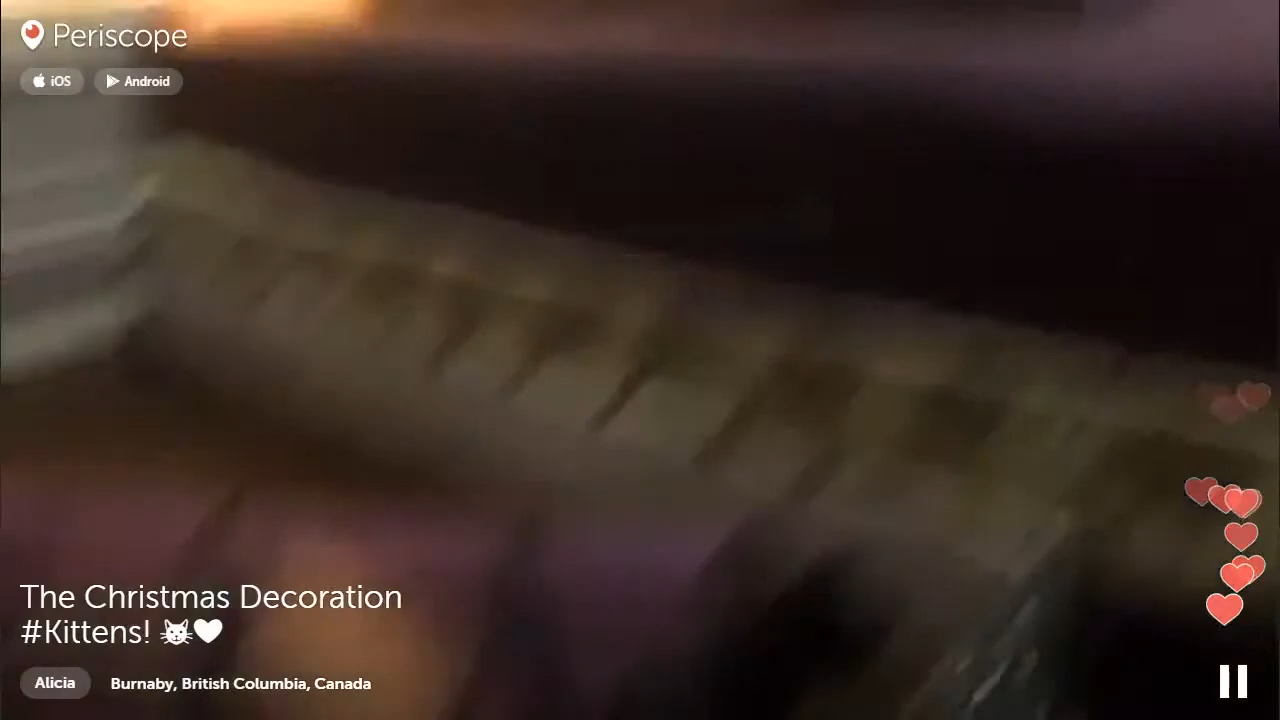 Periscope
iOS
Android
The Christmas Decoration
#Kittens! 🐱❤
Alicia
Burnaby, British Columbia, Canada